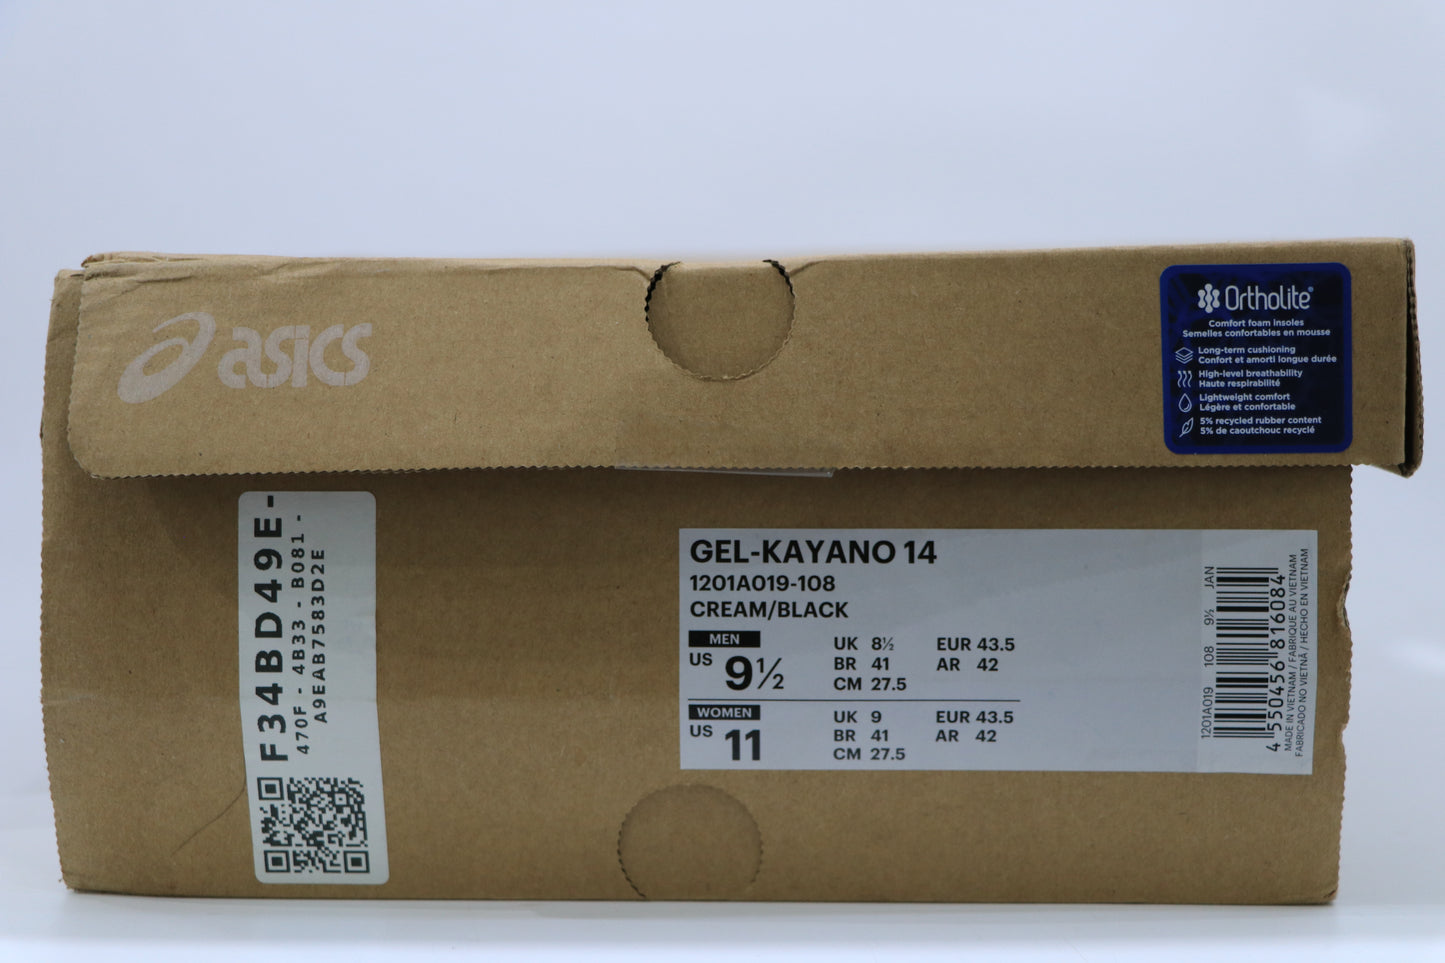 asics
Ortholite®
Comfort foam insoles
Semelles confortables en mousse
Long-term cushioning
Confort et amorti longue durée
High-level breathability
Haute respirabilité
Lightweight comfort
Légère et confortable
5% recycled rubber content
5% de caoutchouc recyclé
F34BD49E-
470F - 4B33 - B081 -
A9EAB7583D2E
GEL-KAYANO 14
1201A019-108
CREAM/BLACK
MEN
US 9½
UK 8½ EUR 43.5
BR 41 AR 42
CM 27.5
WOMEN
US 11
UK 9 EUR 43.5
BR 41 AR 42
CM 27.5
1201A019 108 9½ JAN
4 550456 816084
MADE IN VIETNAM / FABRIQUE AU VIETNAM
FABRICADO NO VIETNÃ / HECHO EN VIETNAM